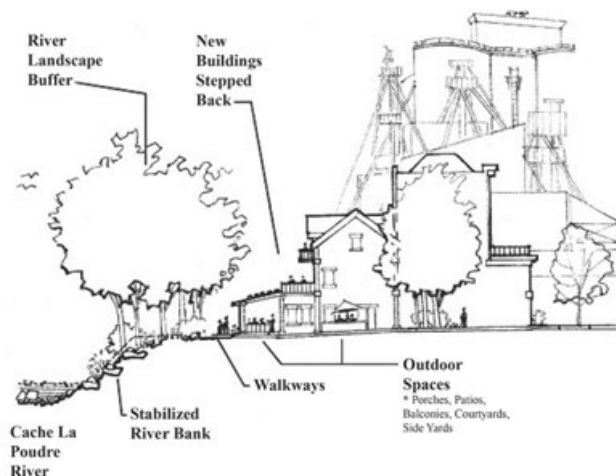 River
Landscape
Buffer
New
Buildings
Stepped
Back
Walkways
Outdoor
Spaces
* Porches, Patios,
Balconies, Courtyards,
Side Yards
Stabilized
River Bank
Cache La
Poudre
River